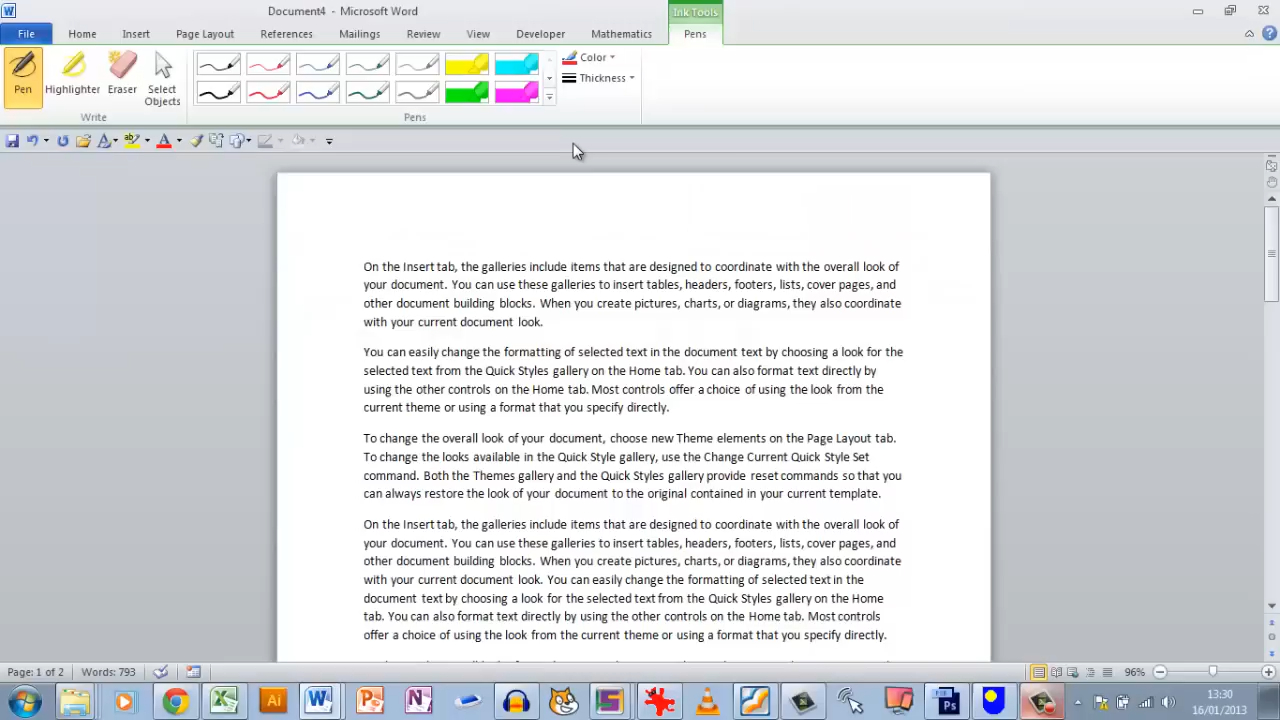 Document4 - Microsoft Word
Ink Tools
File
Home
Insert
Page Layout
References
Mailings
Review
View
Developer
Mathematics
Pens
Pen
Highlighter
Eraser
Select
Objects
Color
Thickness
Write
Pens
On the Insert tab, the galleries include items that are designed to coordinate with the overall look of
your document. You can use these galleries to insert tables, headers, footers, lists, cover pages, and
other document building blocks. When you create pictures, charts, or diagrams, they also coordinate
with your current document look.
You can easily change the formatting of selected text in the document text by choosing a look for the
selected text from the Quick Styles gallery on the Home tab. You can also format text directly by
using the other controls on the Home tab. Most controls offer a choice of using the look from the
current theme or using a format that you specify directly.
To change the overall look of your document, choose new Theme elements on the Page Layout tab.
To change the looks available in the Quick Style gallery, use the Change Current Quick Style Set
command. Both the Themes gallery and the Quick Styles gallery provide reset commands so that you
can always restore the look of your document to the original contained in your current template.
On the Insert tab, the galleries include items that are designed to coordinate with the overall look of
your document. You can use these galleries to insert tables, headers, footers, lists, cover pages, and
other document building blocks. When you create pictures, charts, or diagrams, they also coordinate
with your current document look. You can easily change the formatting of selected text in the
document text by choosing a look for the selected text from the Quick Styles gallery on the Home
tab. You can also format text directly by using the other controls on the Home tab. Most controls
offer a choice of using the look from the current theme or using a format that you specify directly.
Page: 1 of 2
Words: 793
96%
Ai
Ps
13:30
16/01/2013